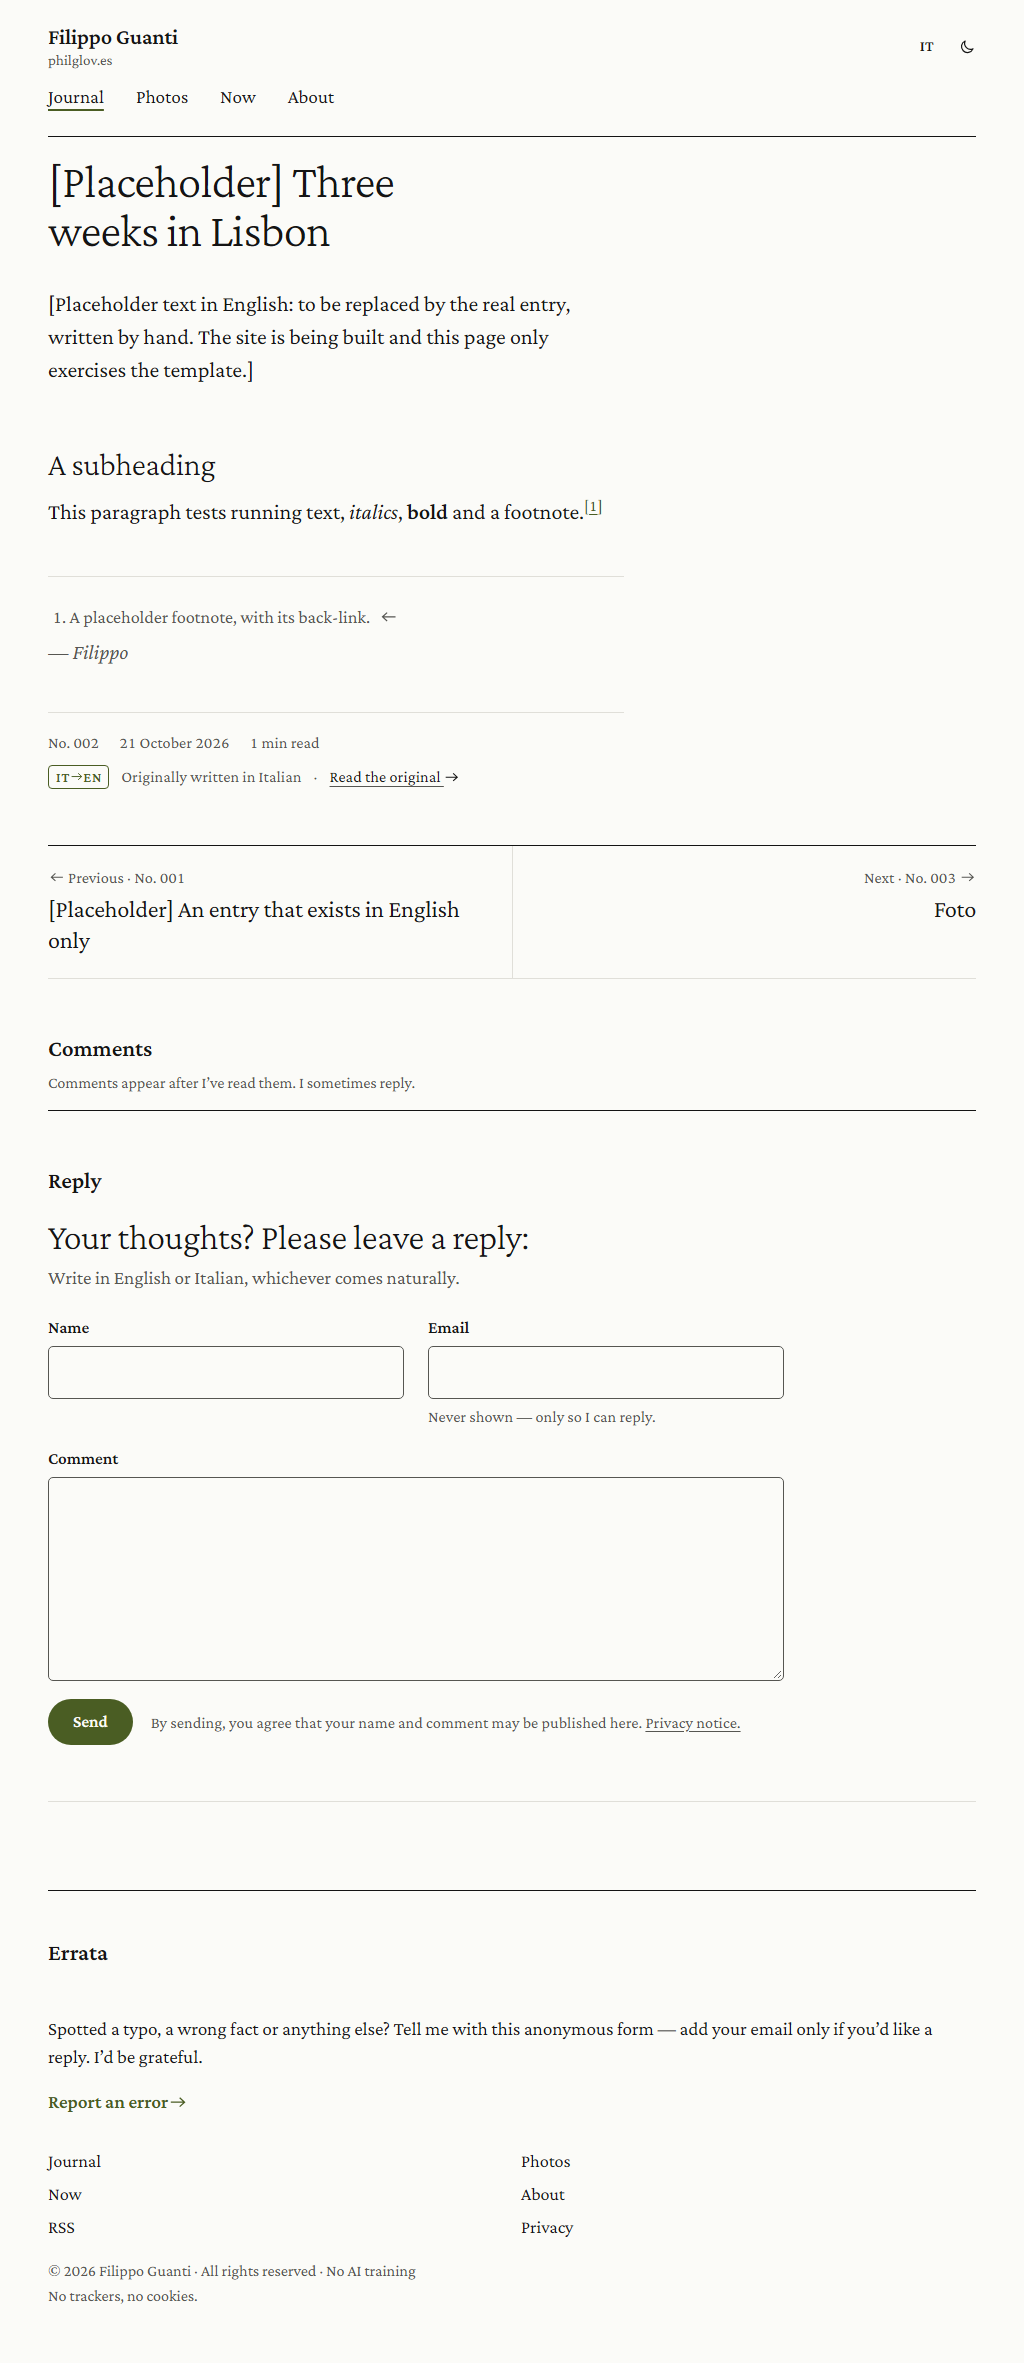 Filippo Guanti
philglov.es
IT
Journal Photos Now About
[Placeholder] Three
weeks in Lisbon
[Placeholder text in English: to be replaced by the real entry,
written by hand. The site is being built and this page only
exercises the template.]
A subheading
This paragraph tests running text, italics, bold and a footnote.[1]
1. A placeholder footnote, with its back-link. ←
— Filippo
No. 002 21 October 2026 1 min read
IT→EN Originally written in Italian · Read the original →
← Previous · No. 001
[Placeholder] An entry that exists in English
only
Next · No. 003 →
Foto
Comments
Comments appear after I’ve read them. I sometimes reply.
Reply
Your thoughts? Please leave a reply:
Write in English or Italian, whichever comes naturally.
Name
Email
Never shown — only so I can reply.
Comment
Send
By sending, you agree that your name and comment may be published here. Privacy notice.
Errata
Spotted a typo, a wrong fact or anything else? Tell me with this anonymous form — add your email only if you’d like a
reply. I’d be grateful.
Report an error→
Journal Photos
Now About
RSS Privacy
© 2026 Filippo Guanti · All rights reserved · No AI training
No trackers, no cookies.